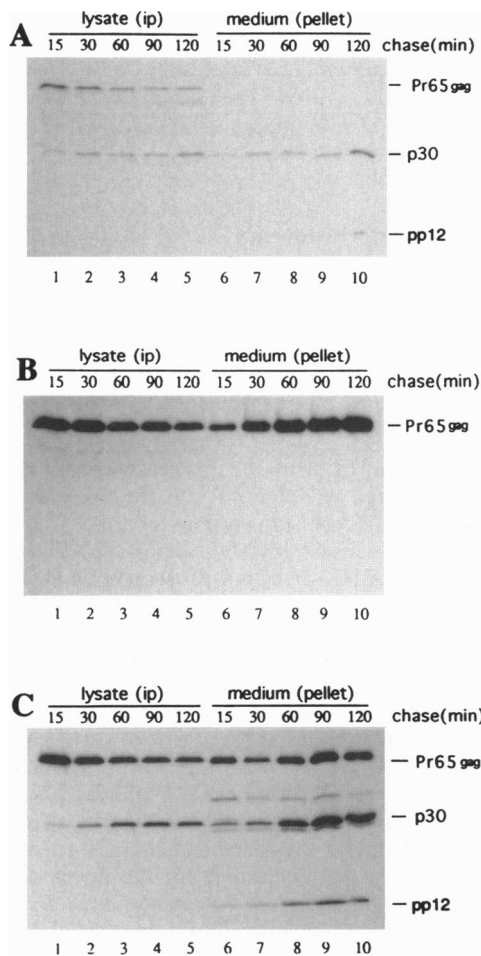 A
lysate (ip) medium (pellet)
15 30 60 90 120 15 30 60 90 120 chase(min)
– Pr65gag
– p30
– pp12
1 2 3 4 5 6 7 8 9 10
B
lysate (ip) medium (pellet)
15 30 60 90 120 15 30 60 90 120 chase(min)
– Pr65gag
1 2 3 4 5 6 7 8 9 10
C
lysate (ip) medium (pellet)
15 30 60 90 120 15 30 60 90 120 chase(min)
– Pr65gag
– p30
– pp12
1 2 3 4 5 6 7 8 9 10